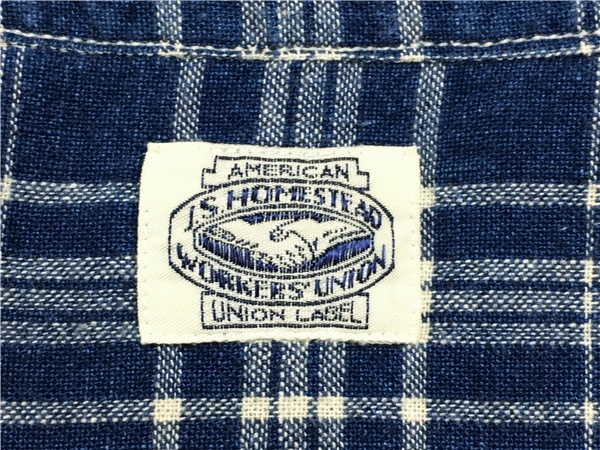 AMERICAN
J.S. HOMESTEAD
WORKERS' UNION
UNION LABEL